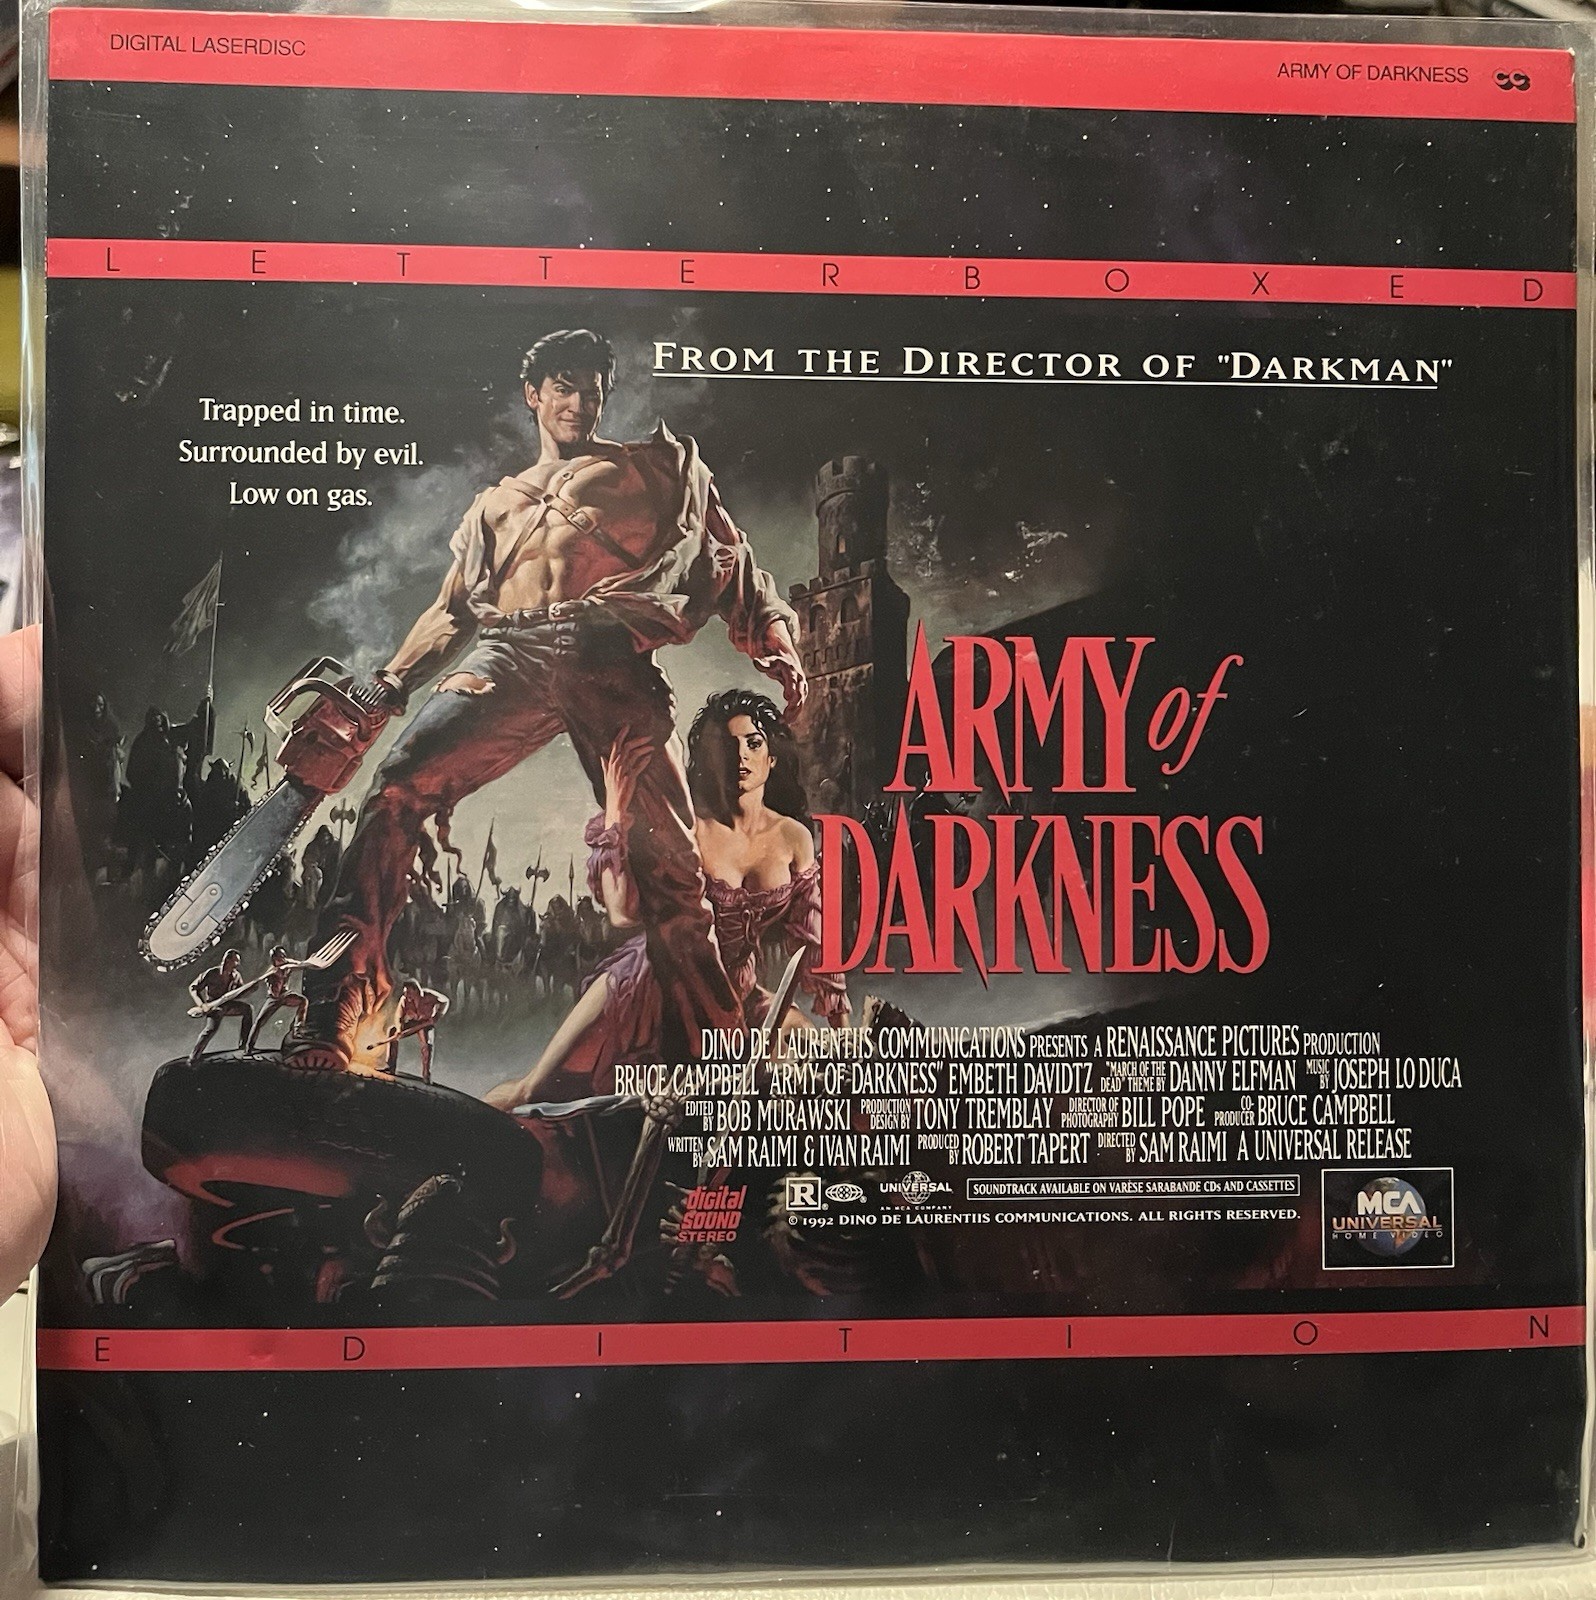 DIGITAL LASERDISC
ARMY OF DARKNESS CC
LETTERBOXED
FROM THE DIRECTOR OF "DARKMAN"
Trapped in time.
Surrounded by evil.
Low on gas.
ARMY of
DARKNESS
DINO DE LAURENTIIS COMMUNICATIONS PRESENTS A RENAISSANCE PICTURES PRODUCTION
BRUCE CAMPBELL "ARMY OF DARKNESS" EMBETH DAVIDTZ "MARCH OF THE DEAD" THEME BY DANNY ELFMAN MUSIC BY JOSEPH LO DUCA
EDITED BY BOB MURAWSKI PRODUCTION DESIGN BY TONY TREMBLAY DIRECTOR OF PHOTOGRAPHY BILL POPE CO-PRODUCER BRUCE CAMPBELL
WRITTEN BY SAM RAIMI & IVAN RAIMI PRODUCED BY ROBERT TAPERT DIRECTED BY SAM RAIMI A UNIVERSAL RELEASE
digital
SOUND
STEREO
R
UNIVERSAL
AN MCA COMPANY
SOUNDTRACK AVAILABLE ON VARÈSE SARABANDE CDs AND CASSETTES
© 1992 DINO DE LAURENTIIS COMMUNICATIONS. ALL RIGHTS RESERVED.
MCA
UNIVERSAL
HOME VIDEO
EDITION